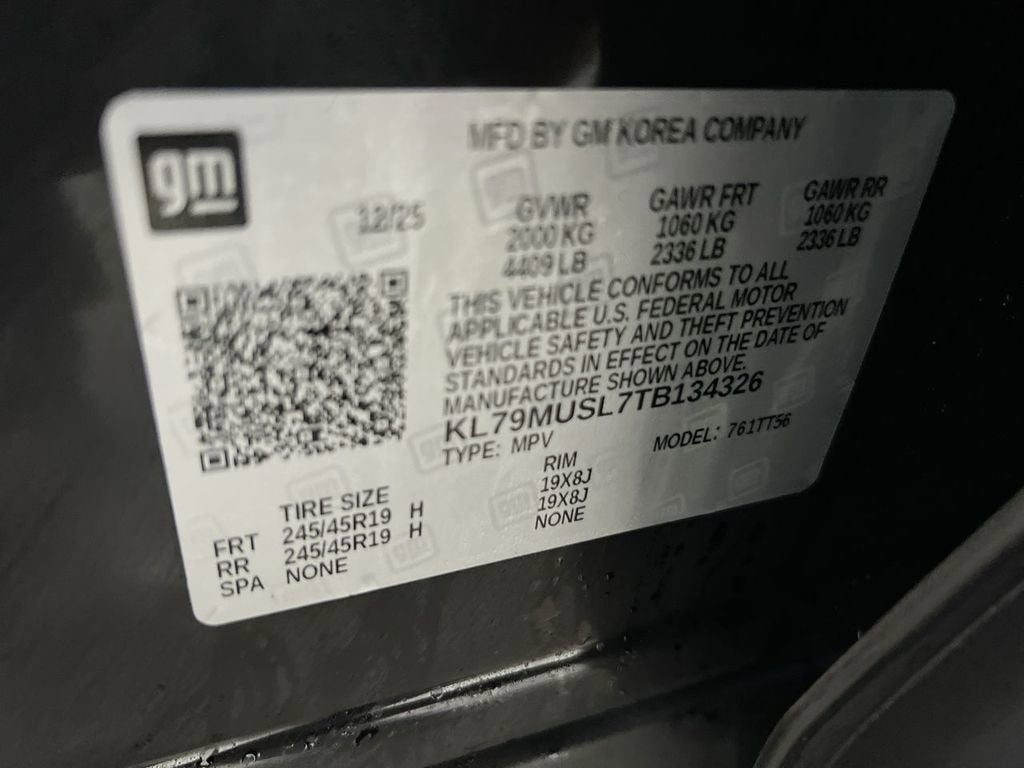 gm
MFD BY GM KOREA COMPANY
12/25
GVWR GAWR FRT GAWR RR
2000 KG 1060 KG 1060 KG
4409 LB 2336 LB 2336 LB
THIS VEHICLE CONFORMS TO ALL
APPLICABLE U.S. FEDERAL MOTOR
VEHICLE SAFETY AND THEFT PREVENTION
STANDARDS IN EFFECT ON THE DATE OF
MANUFACTURE SHOWN ABOVE.
KL79MUSL7TB134326
TYPE: MPV MODEL: 761TT56
TIRE SIZE RIM
FRT 245/45R19 H 19X8J
RR 245/45R19 H 19X8J
SPA NONE NONE